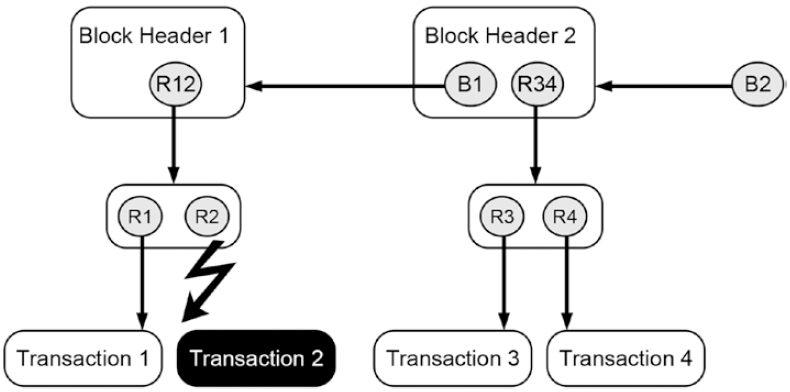 Block Header 1
Block Header 2
R12
B1
R34
B2
R1
R2
R3
R4
Transaction 1
Transaction 2
Transaction 3
Transaction 4